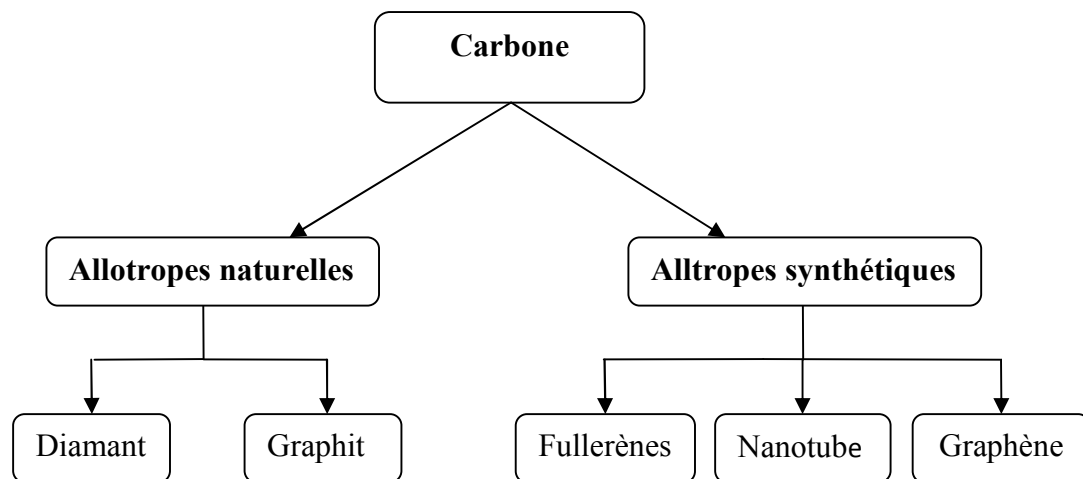 Carbone
Allotropes naturelles
Alltropes synthétiques
Diamant
Graphit
Fullerènes
Nanotube
Graphène